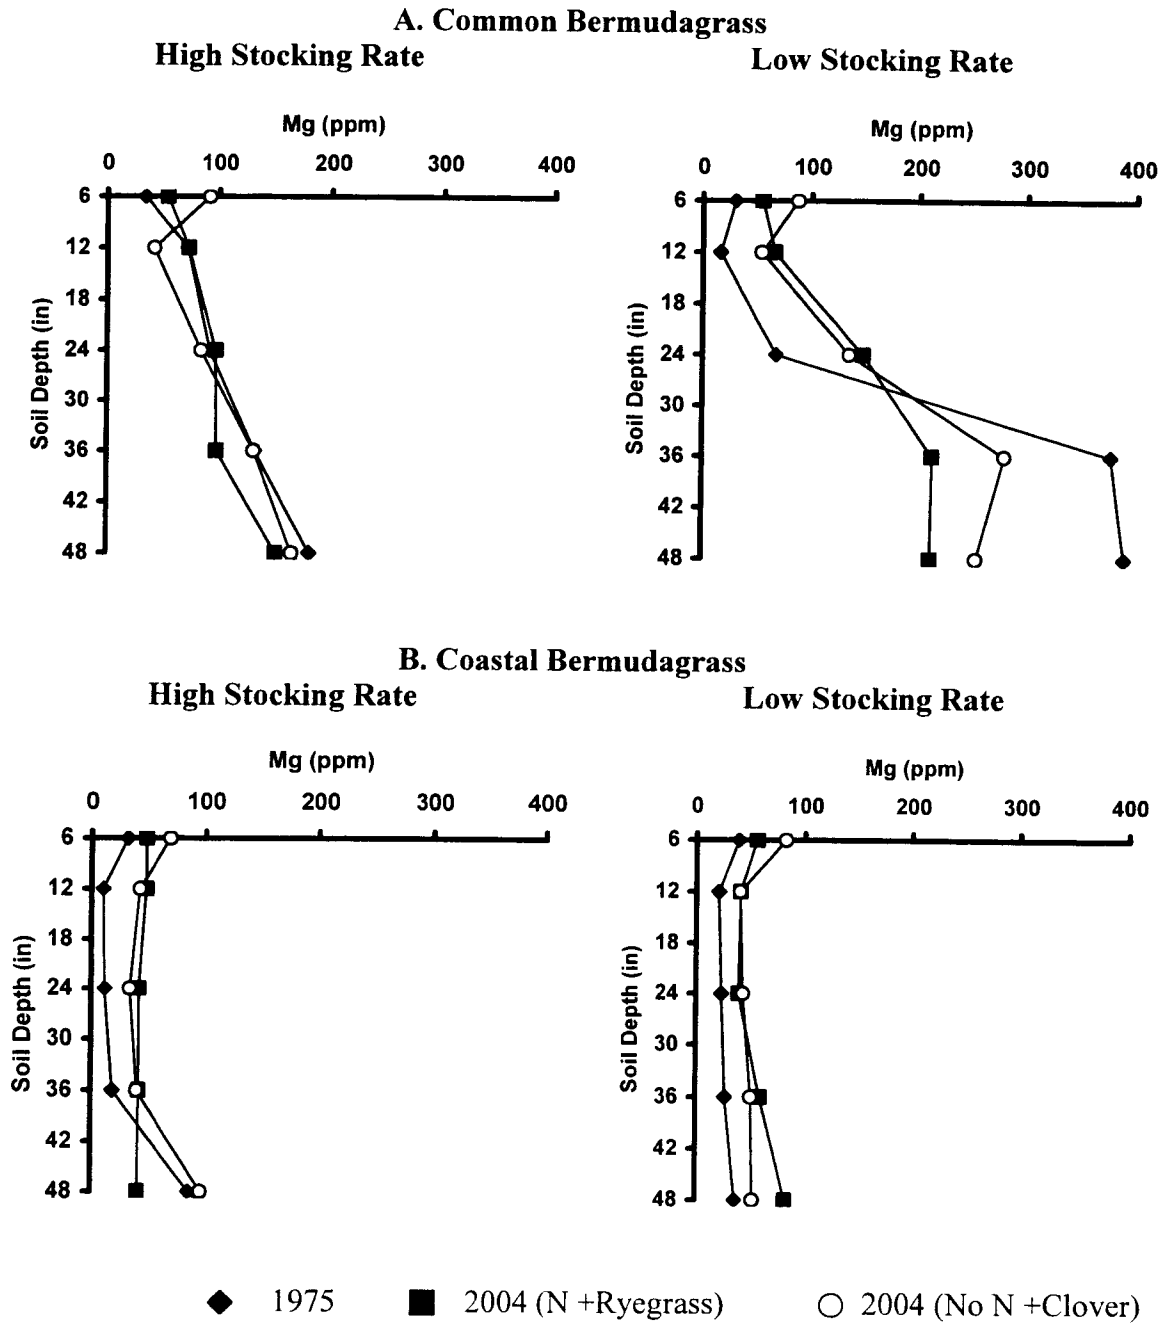 A. Common Bermudagrass
High Stocking Rate
Low Stocking Rate
Mg (ppm)
0 100 200 300 400
6
12
18
24
30
36
42
48
Soil Depth (in)
Mg (ppm)
0 100 200 300 400
6
12
18
24
30
36
42
48
Soil Depth (in)
B. Coastal Bermudagrass
High Stocking Rate
Low Stocking Rate
Mg (ppm)
0 100 200 300 400
6
12
18
24
30
36
42
48
Soil Depth (in)
Mg (ppm)
0 100 200 300 400
6
12
18
24
30
36
42
48
Soil Depth (in)
1975 2004 (N +Ryegrass) 2004 (No N +Clover)